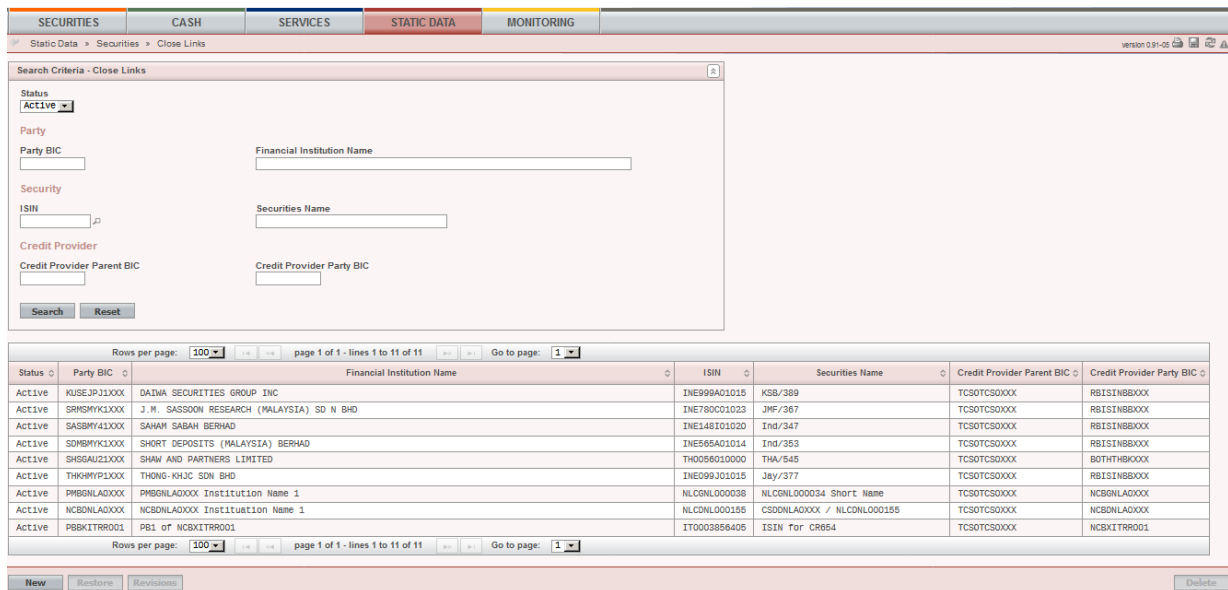 SECURITIES CASH SERVICES STATIC DATA MONITORING
Static Data » Securities » Close Links version 0.91-05
Search Criteria - Close Links
Status
Active
Party
Party BIC Financial Institution Name
Security
ISIN Securities Name
Credit Provider
Credit Provider Parent BIC Credit Provider Party BIC
Search Reset
Rows per page: 100 page 1 of 1 - lines 1 to 11 of 11 Go to page: 1
Status Party BIC Financial Institution Name ISIN Securities Name Credit Provider Parent BIC Credit Provider Party BIC
Active KUSEJPJ1XXX DAIWA SECURITIES GROUP INC INE999A01015 KSB/389 TCSOTCSOXXX RBISINBBXXX
Active SRMSMYK1XXX J.M. SASSOON RESEARCH (MALAYSIA) SD N BHD INE780C01023 JMF/367 TCSOTCSOXXX RBISINBBXXX
Active SASBMY41XXX SAHAM SABAH BERHAD INE148I01020 Ind/347 TCSOTCSOXXX RBISINBBXXX
Active SDMBMYK1XXX SHORT DEPOSITS (MALAYSIA) BERHAD INE565A01014 Ind/353 TCSOTCSOXXX RBISINBBXXX
Active SHSGAU21XXX SHAW AND PARTNERS LIMITED TH0056010000 THA/545 TCSOTCSOXXX BOTHTHBKXXX
Active THKHMYP1XXX THONG-KHJC SDN BHD INE099J01015 Jay/377 TCSOTCSOXXX RBISINBBXXX
Active PMBGNLAOXXX PMBGNLAOXXX Institution Name 1 NLCGNL000038 NLCGNL000034 Short Name TCSOTCSOXXX NCBGNLAOXXX
Active NCBDNLAOXXX NCBDNLAOXXX Instituation Name 1 NLCDNL000155 CSDDNLAOXXX / NLCDNL000155 TCSOTCSOXXX NCBDNLAOXXX
Active PBBKITRR001 PB1 of NCBXITRR001 IT0003856405 ISIN for CR654 TCSOTCSOXXX NCBXITRR001
Rows per page: 100 page 1 of 1 - lines 1 to 11 of 11 Go to page: 1
New Restore Revisions Delete